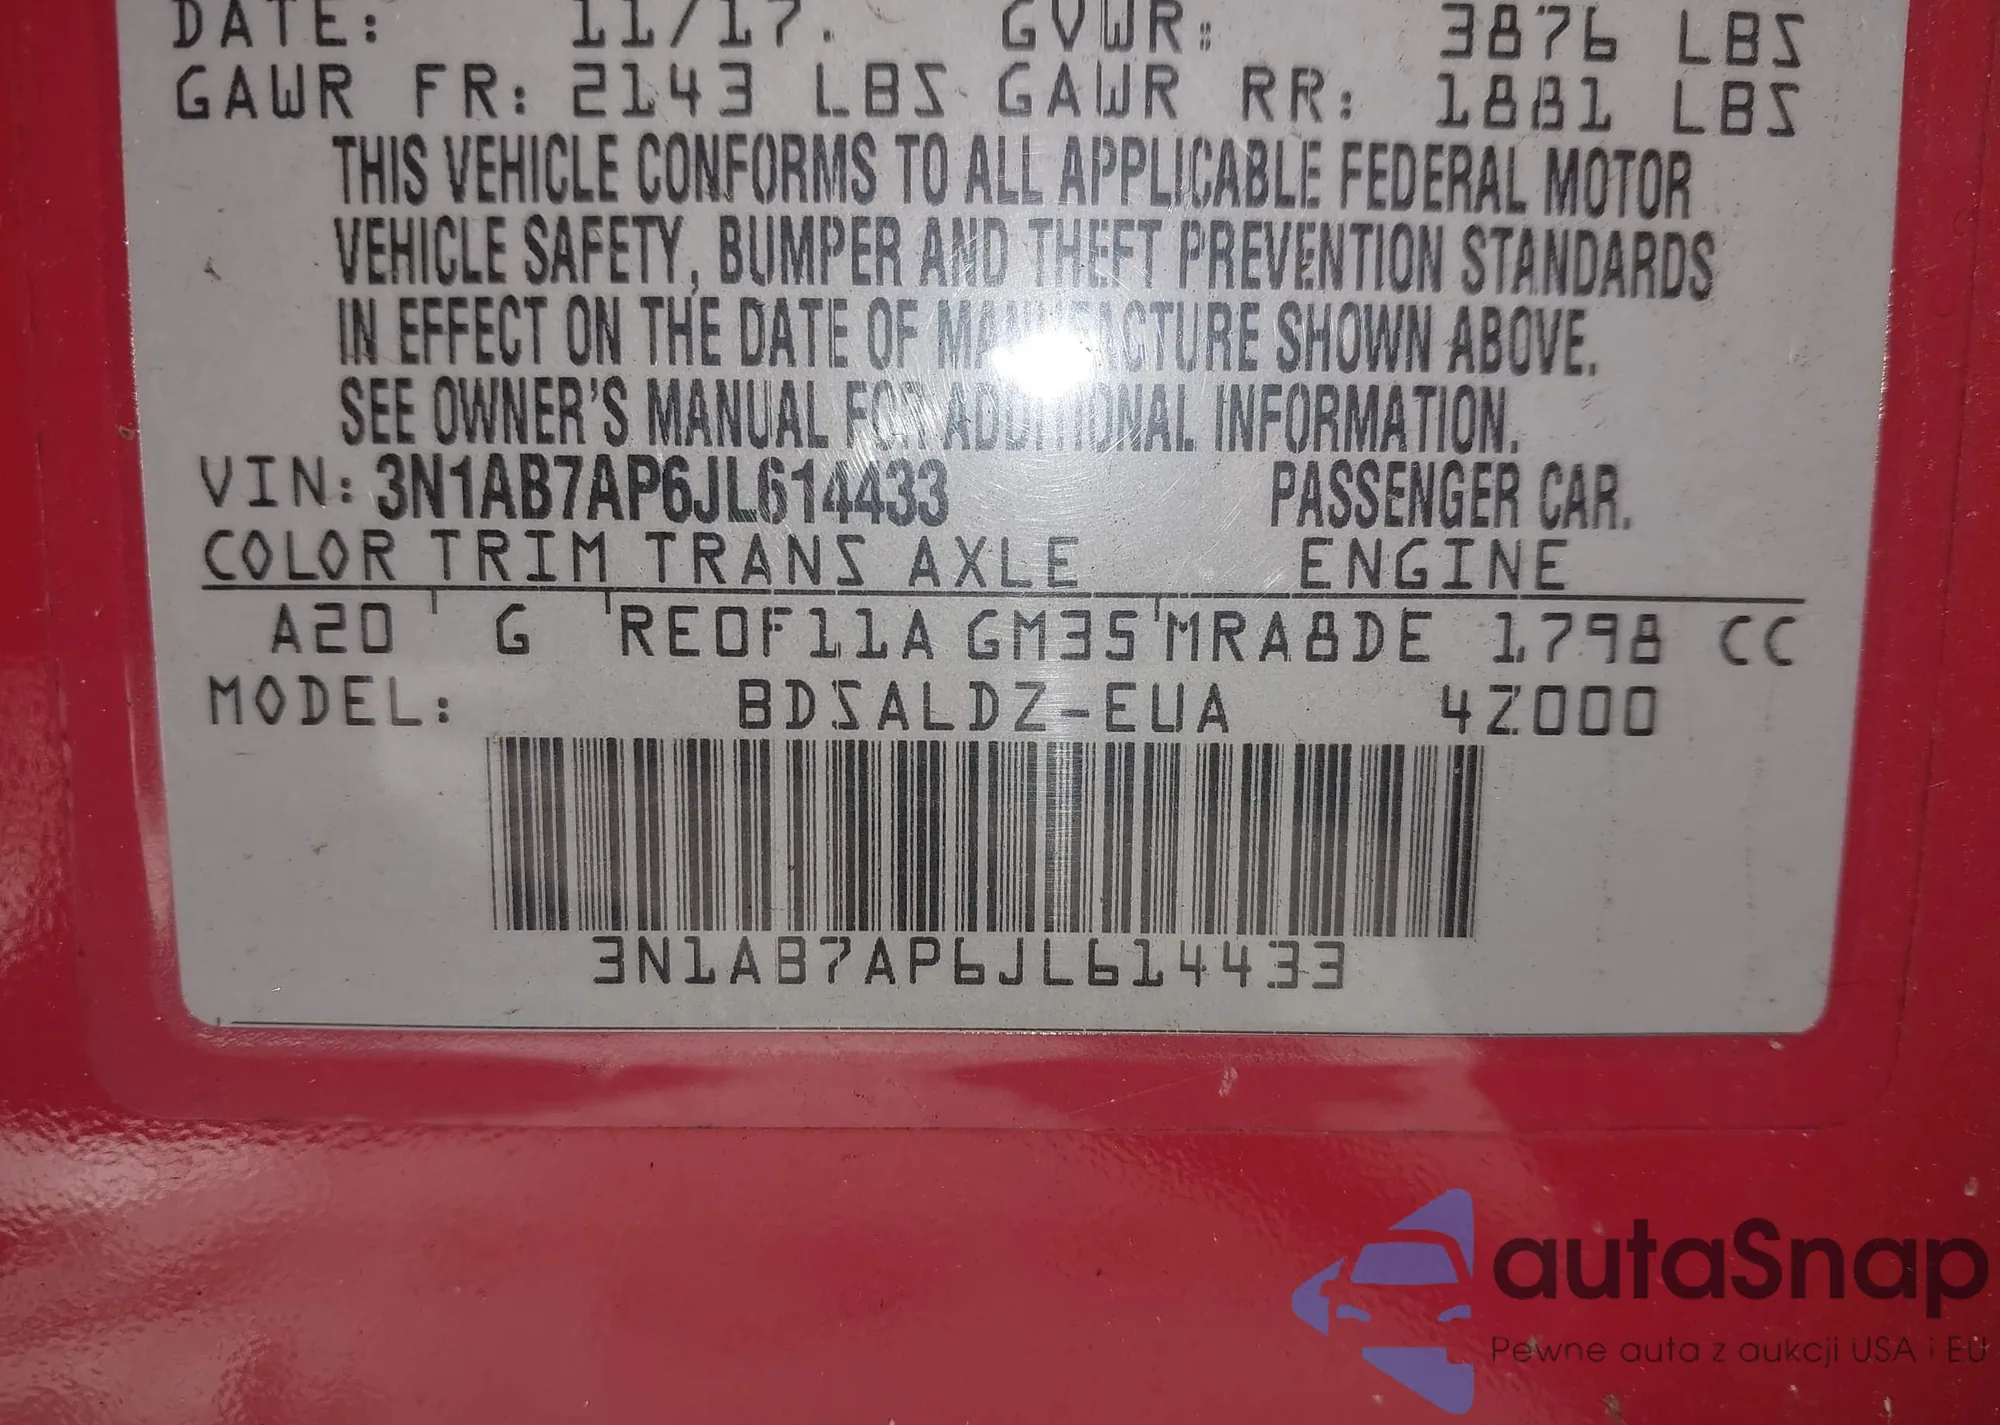 DATE: 11/17. GVWR: 3876 LBS
GAWR FR: 2143 LBS GAWR RR: 1881 LBS
THIS VEHICLE CONFORMS TO ALL APPLICABLE FEDERAL MOTOR
VEHICLE SAFETY, BUMPER AND THEFT PREVENTION STANDARDS
IN EFFECT ON THE DATE OF MANUFACTURE SHOWN ABOVE.
SEE OWNER'S MANUAL FOR ADDITIONAL INFORMATION.
VIN: 3N1AB7AP6JL614433 PASSENGER CAR.
COLOR TRIM TRANS AXLE ENGINE
A20 G RE0F11A GM35 MRA8DE 1798 CC
MODEL: BDSALDZ-EUA 4Z000
3N1AB7AP6JL614433
autaSnap
Pewne auta z aukcji USA i EU